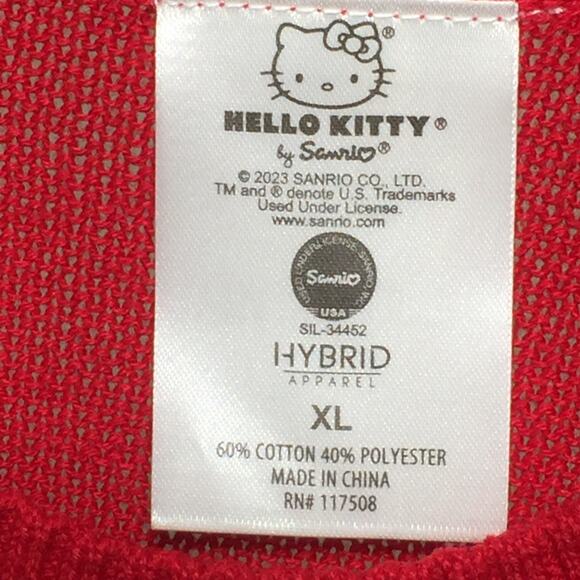 ®
HELLO KITTY®
by Sanrio®
© 2023 SANRIO CO., LTD.
TM and ® denote U.S. Trademarks
Used Under License.
www.sanrio.com
Sanrio
USA
SIL-34452
HYBRID
APPAREL
XL
60% COTTON 40% POLYESTER
MADE IN CHINA
RN# 117508